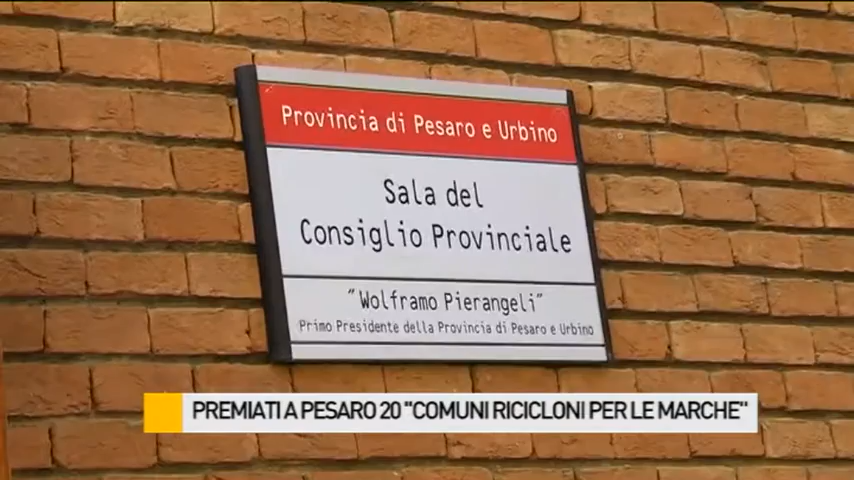 Provincia di Pesaro e Urbino
Sala del
Consiglio Provinciale
"Wolframo Pierangeli"
Primo Presidente della Provincia di Pesaro e Urbino
PREMIATI A PESARO 20 "COMUNI RICICLONI PER LE MARCHE"